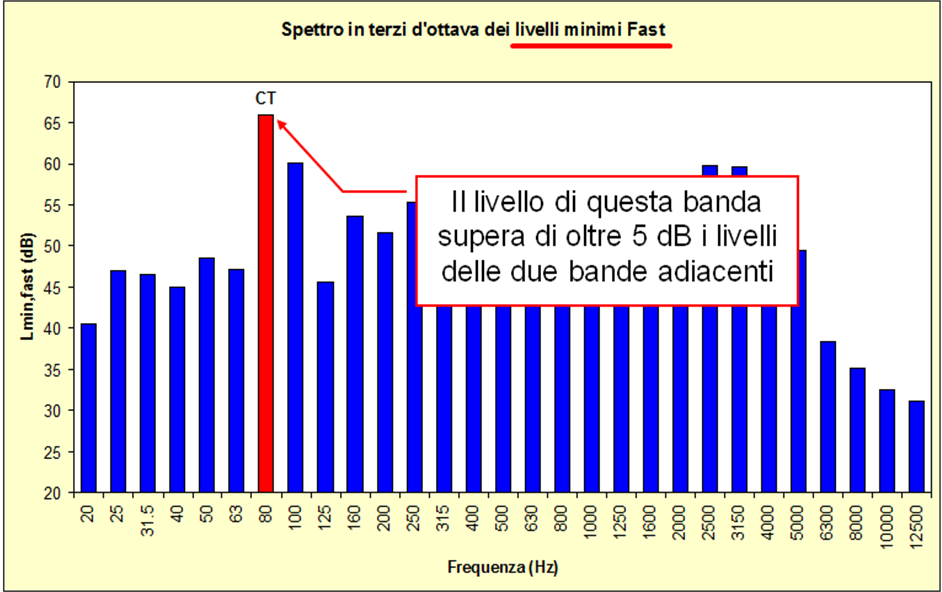 Spettro in terzi d'ottava dei livelli minimi Fast
70
65
60
55
50
45
40
35
30
25
20
Lmin,fast (dB)
CT
Il livello di questa banda
supera di oltre 5 dB i livelli
delle due bande adiacenti
20 25 31.5 40 50 63 80 100 125 160 200 250 315 400 500 630 800 1000 1250 1600 2000 2500 3150 4000 5000 6300 8000 10000 12500
Frequenza (Hz)